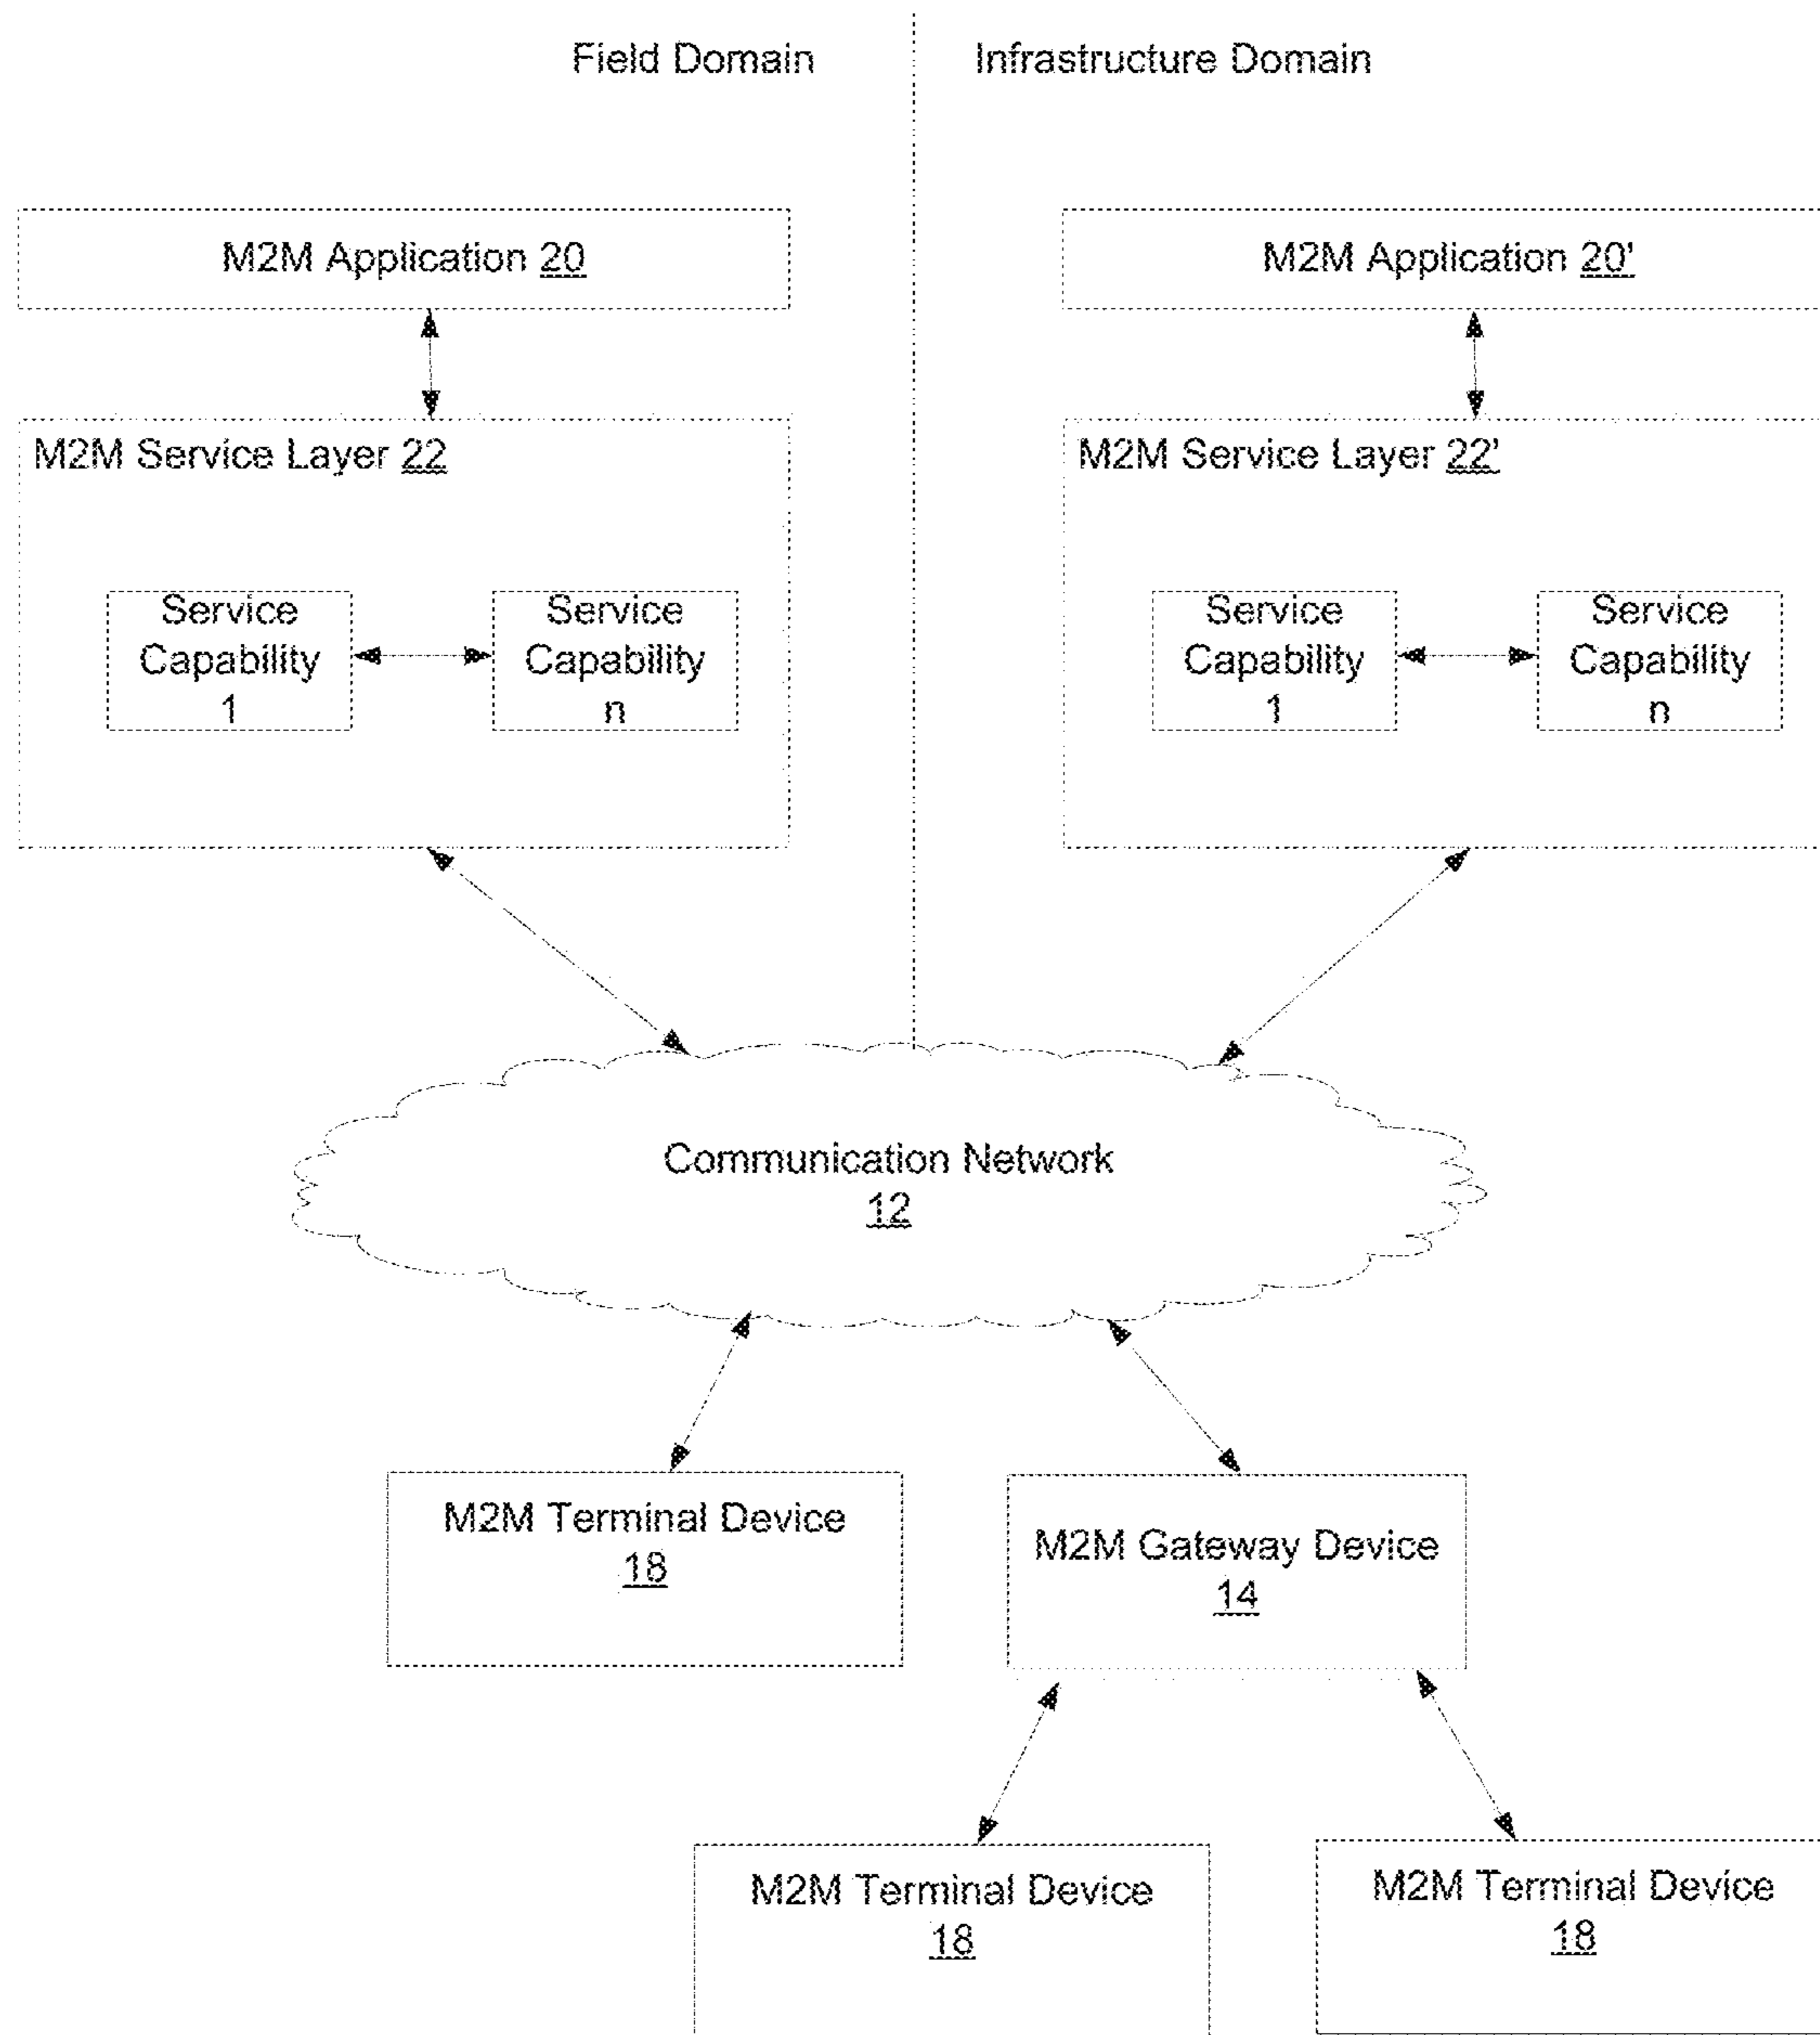 Field Domain
Infrastructure Domain
M2M Application 20
M2M Application 20'
M2M Service Layer 22
M2M Service Layer 22'
Service
Capability
1
Service
Capability
n
Service
Capability
1
Service
Capability
n
Communication Network
12
M2M Terminal Device
18
M2M Gateway Device
14
M2M Terminal Device
18
M2M Terminal Device
18